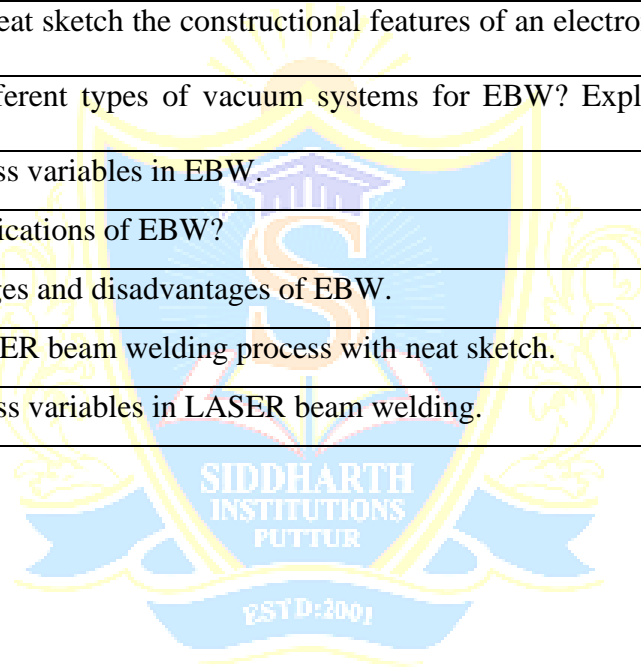 eat sketch the constructional features of an electro
ferent types of vacuum systems for EBW? Expl
ss variables in EBW.
ications of EBW?
ges and disadvantages of EBW.
ER beam welding process with neat sketch.
ss variables in LASER beam welding.
S
SIDDHARTH
INSTITUTIONS
PUTTUR
ESTD:2001